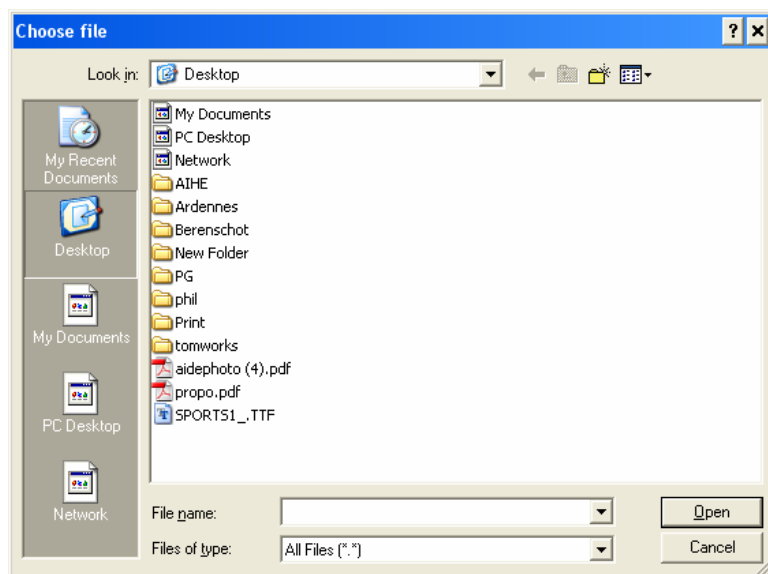 Choose file
Look in:
Desktop
My Recent
Documents
Desktop
My Documents
PC Desktop
Network
My Documents
PC Desktop
Network
AIHE
Ardennes
Berenschot
New Folder
PG
phil
Print
tomworks
aidephoto (4).pdf
propo.pdf
SPORTS1_.TTF
File name:
Open
Files of type:
All Files (*.*)
Cancel